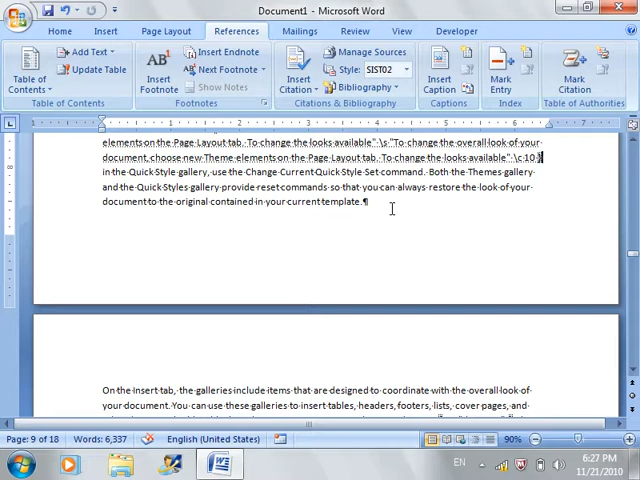 Document1 - Microsoft Word
Home Insert Page Layout References Mailings Review View Developer
Table of Contents
Add Text
Update Table
Table of Contents
Insert Footnote
AB
Insert Endnote
Next Footnote
Show Notes
Footnotes
Insert Citation
Manage Sources
Style: SIST02
Bibliography
Citations & Bibliography
Insert Caption
Captions
Mark Entry
Index
Mark Citation
Table of Authorities
elements on the Page Layout tab. To change the looks available" \s "To change the overall look of your
document, choose new Theme elements on the Page Layout tab. To change the looks available" \c 10 }
in the Quick Style gallery, use the Change Current Quick Style Set command. Both the Themes gallery
and the Quick Styles gallery provide reset commands so that you can always restore the look of your
document to the original contained in your current template.¶
On the Insert tab, the galleries include items that are designed to coordinate with the overall look of
your document. You can use these galleries to insert tables, headers, footers, lists, cover pages, and
Page: 9 of 18 Words: 6,337 English (United States) 90%
EN 6:27 PM
11/21/2010